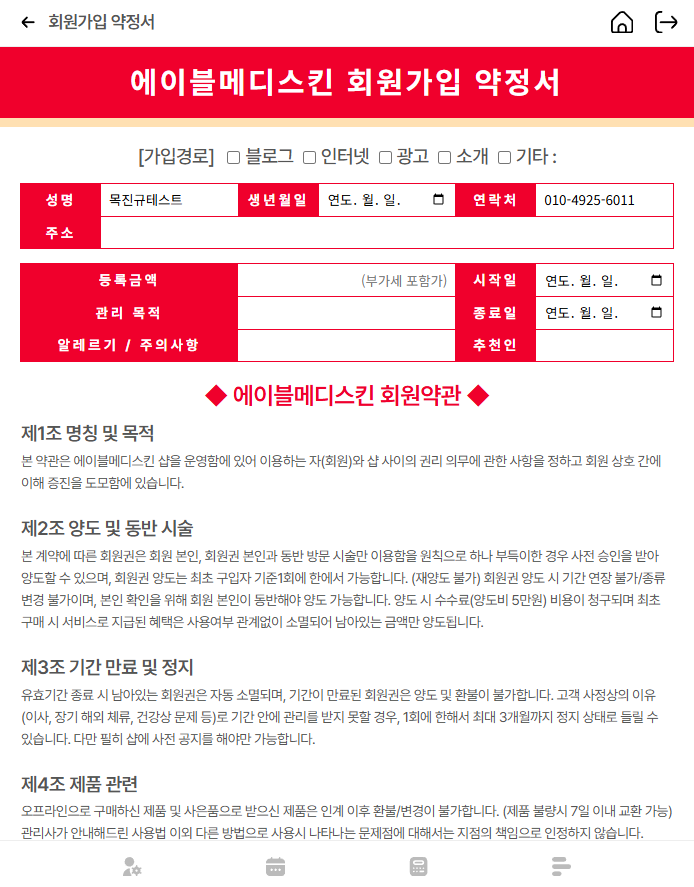 회원가입 약정서
에이블메디스킨 회원가입 약정서
[가입경로] 블로그 인터넷 광고 소개 기타 :
성명 목진규테스트 생년월일 연도. 월. 일. 연락처 010-4925-6011
주소
등록금액 (부가세 포함가) 시작일 연도. 월. 일.
관리 목적 종료일 연도. 월. 일.
알레르기 / 주의사항 추천인
◆ 에이블메디스킨 회원약관 ◆
제1조 명칭 및 목적
본 약관은 에이블메디스킨 샵을 운영함에 있어 이용하는 자(회원)와 샵 사이의 권리 의무에 관한 사항을 정하고 회원 상호 간에
이해 증진을 도모함에 있습니다.
제2조 양도 및 동반 시술
본 계약에 따른 회원권은 회원 본인, 회원권 본인과 동반 방문 시술만 이용함을 원칙으로 하나 부득이한 경우 사전 승인을 받아
양도할 수 있으며, 회원권 양도는 최초 구입자 기준1회에 한에서 가능합니다. (재양도 불가) 회원권 양도 시 기간 연장 불가/종류
변경 불가이며, 본인 확인을 위해 회원 본인이 동반해야 양도 가능합니다. 양도 시 수수료(양도비 5만원) 비용이 청구되며 최초
구매 시 서비스로 지급된 혜택은 사용여부 관계없이 소멸되어 남아있는 금액만 양도됩니다.
제3조 기간 만료 및 정지
유효기간 종료 시 남아있는 회원권은 자동 소멸되며, 기간이 만료된 회원권은 양도 및 환불이 불가합니다. 고객 사정상의 이유
(이사, 장기 해외 체류, 건강상 문제 등)로 기간 안에 관리를 받지 못할 경우, 1회에 한해서 최대 3개월까지 정지 상태로 들릴 수
있습니다. 다만 필히 샵에 사전 공지를 해야만 가능합니다.
제4조 제품 관련
오프라인으로 구매하신 제품 및 사은품으로 받으신 제품은 인계 이후 환불/변경이 불가합니다. (제품 불량시 7일 이내 교환 가능)
관리사가 안내해드린 사용법 이외 다른 방법으로 사용시 나타나는 문제점에 대해서는 지점의 책임으로 인정하지 않습니다.